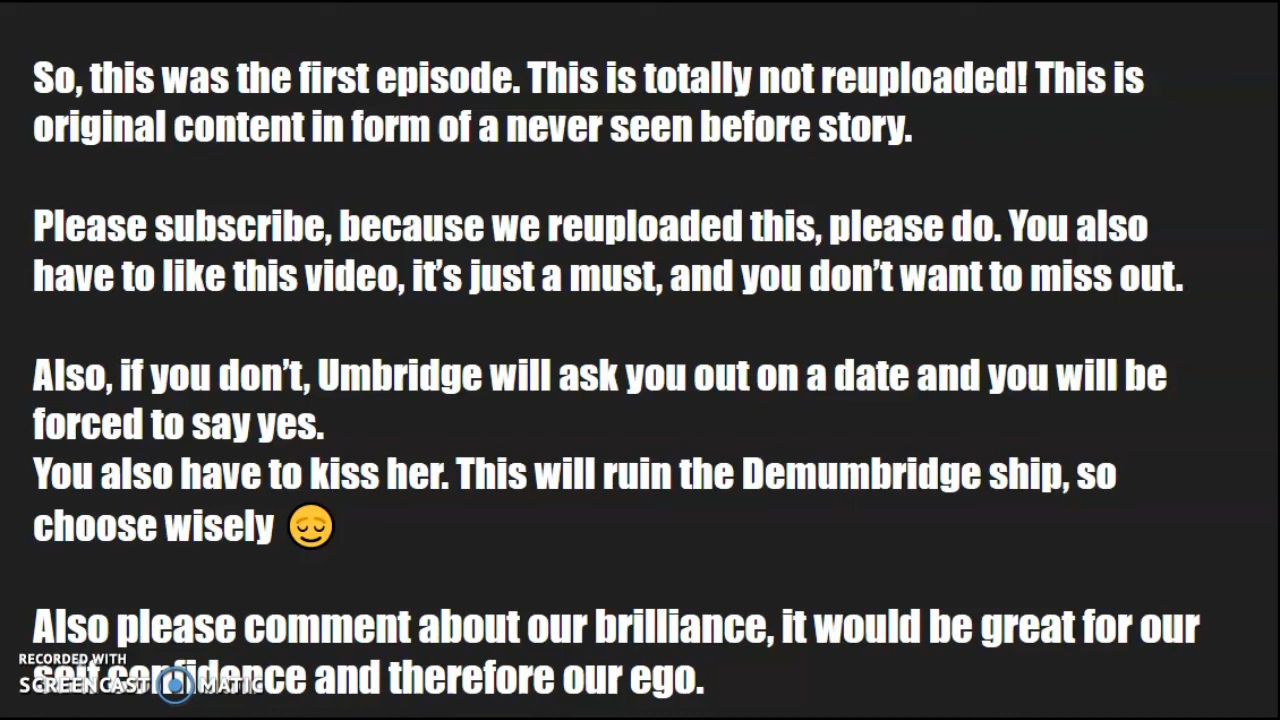 So, this was the first episode. This is totally not reuploaded! This is
original content in form of a never seen before story.
Please subscribe, because we reuploaded this, please do. You also
have to like this video, it's just a must, and you don't want to miss out.
Also, if you don't, Umbridge will ask you out on a date and you will be
forced to say yes.
You also have to kiss her. This will ruin the Demumbridge ship, so
choose wisely 😌
Also please comment about our brilliance, it would be great for our
self confidence and therefore our ego.
RECORDED WITH
SCREENCAST MATIC